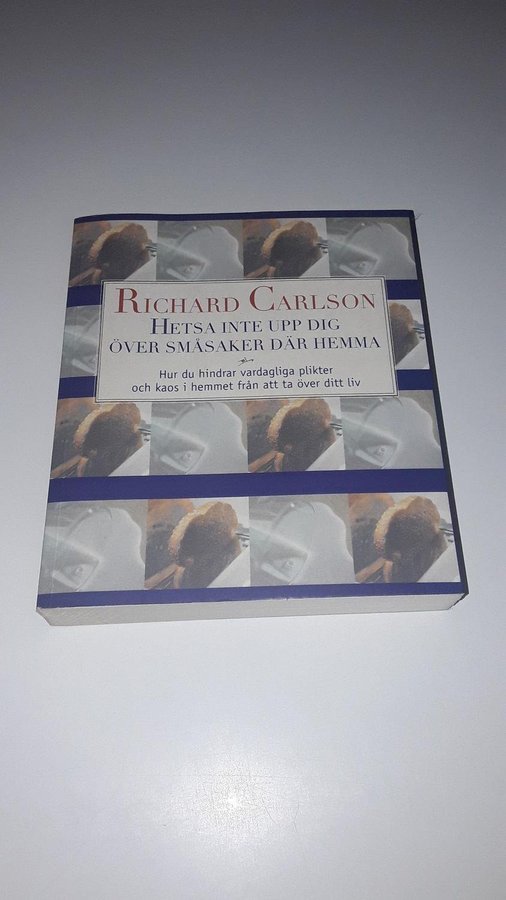 RICHARD CARLSON
HETSA INTE UPP DIG
ÖVER SMÅSAKER DÄR HEMMA
Hur du hindrar vardagliga plikter
och kaos i hemmet från att ta över ditt liv